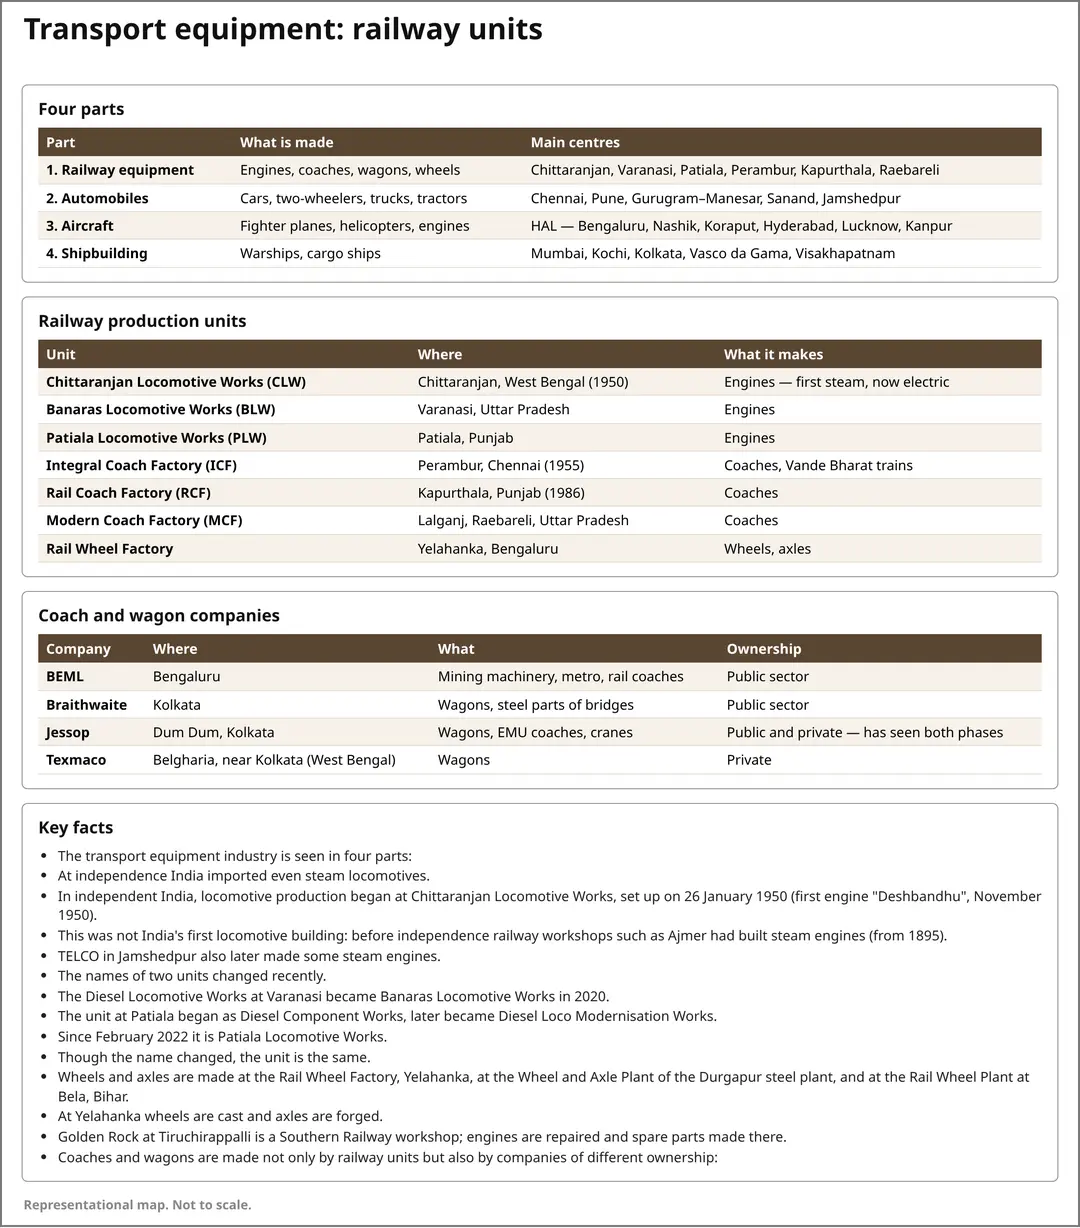 Transport equipment: railway units
Four parts
Part What is made Main centres
1. Railway equipment Engines, coaches, wagons, wheels Chittaranjan, Varanasi, Patiala, Perambur, Kapurthala, Raebareli
2. Automobiles Cars, two-wheelers, trucks, tractors Chennai, Pune, Gurugram–Manesar, Sanand, Jamshedpur
3. Aircraft Fighter planes, helicopters, engines HAL — Bengaluru, Nashik, Koraput, Hyderabad, Lucknow, Kanpur
4. Shipbuilding Warships, cargo ships Mumbai, Kochi, Kolkata, Vasco da Gama, Visakhapatnam
Railway production units
Unit Where What it makes
Chittaranjan Locomotive Works (CLW) Chittaranjan, West Bengal (1950) Engines — first steam, now electric
Banaras Locomotive Works (BLW) Varanasi, Uttar Pradesh Engines
Patiala Locomotive Works (PLW) Patiala, Punjab Engines
Integral Coach Factory (ICF) Perambur, Chennai (1955) Coaches, Vande Bharat trains
Rail Coach Factory (RCF) Kapurthala, Punjab (1986) Coaches
Modern Coach Factory (MCF) Lalganj, Raebareli, Uttar Pradesh Coaches
Rail Wheel Factory Yelahanka, Bengaluru Wheels, axles
Coach and wagon companies
Company Where What Ownership
BEML Bengaluru Mining machinery, metro, rail coaches Public sector
Braithwaite Kolkata Wagons, steel parts of bridges Public sector
Jessop Dum Dum, Kolkata Wagons, EMU coaches, cranes Public and private — has seen both phases
Texmaco Belgharia, near Kolkata (West Bengal) Wagons Private
Key facts
• The transport equipment industry is seen in four parts:
• At independence India imported even steam locomotives.
• In independent India, locomotive production began at Chittaranjan Locomotive Works, set up on 26 January 1950 (first engine "Deshbandhu", November
1950).
• This was not India's first locomotive building: before independence railway workshops such as Ajmer had built steam engines (from 1895).
• TELCO in Jamshedpur also later made some steam engines.
• The names of two units changed recently.
• The Diesel Locomotive Works at Varanasi became Banaras Locomotive Works in 2020.
• The unit at Patiala began as Diesel Component Works, later became Diesel Loco Modernisation Works.
• Since February 2022 it is Patiala Locomotive Works.
• Though the name changed, the unit is the same.
• Wheels and axles are made at the Rail Wheel Factory, Yelahanka, at the Wheel and Axle Plant of the Durgapur steel plant, and at the Rail Wheel Plant at
Bela, Bihar.
• At Yelahanka wheels are cast and axles are forged.
• Golden Rock at Tiruchirappalli is a Southern Railway workshop; engines are repaired and spare parts made there.
• Coaches and wagons are made not only by railway units but also by companies of different ownership:
Representational map. Not to scale.